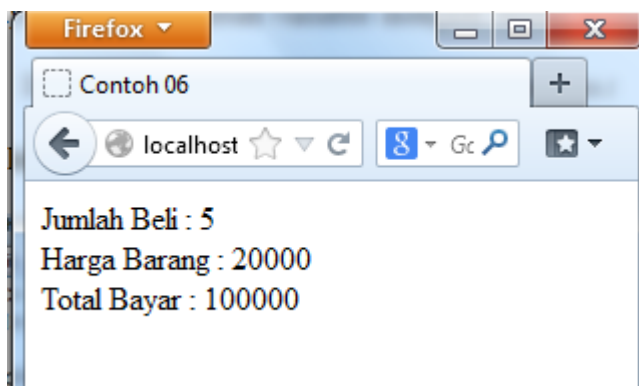 Firefox
Contoh 06
localhost
Jumlah Beli : 5
Harga Barang : 20000
Total Bayar : 100000